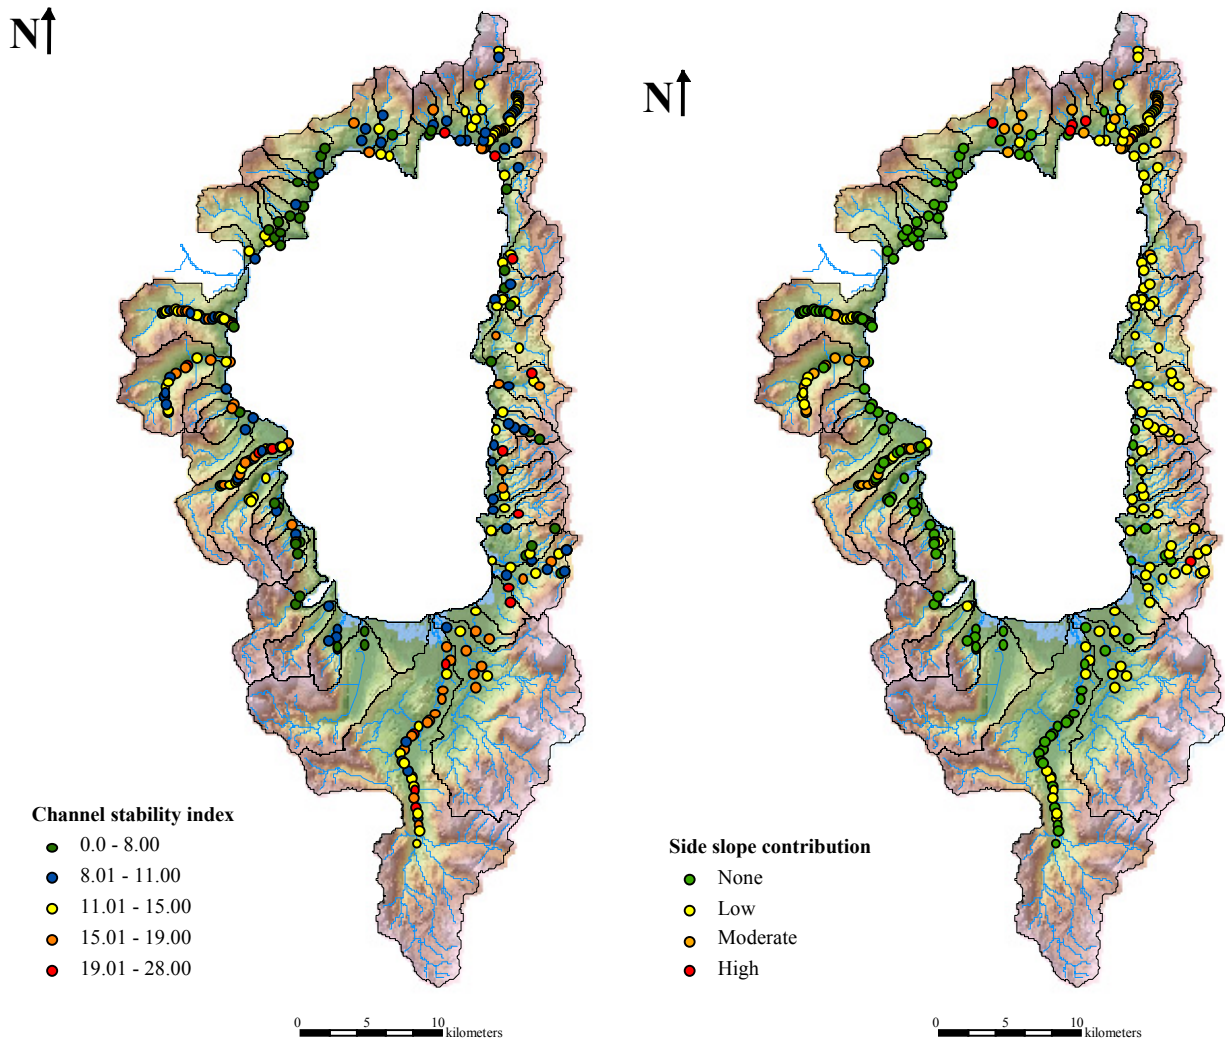 N
N
Channel stability index
0.0 - 8.00
8.01 - 11.00
11.01 - 15.00
15.01 - 19.00
19.01 - 28.00
Side slope contribution
None
Low
Moderate
High
0 5 10
kilometers
0 5 10
kilometers